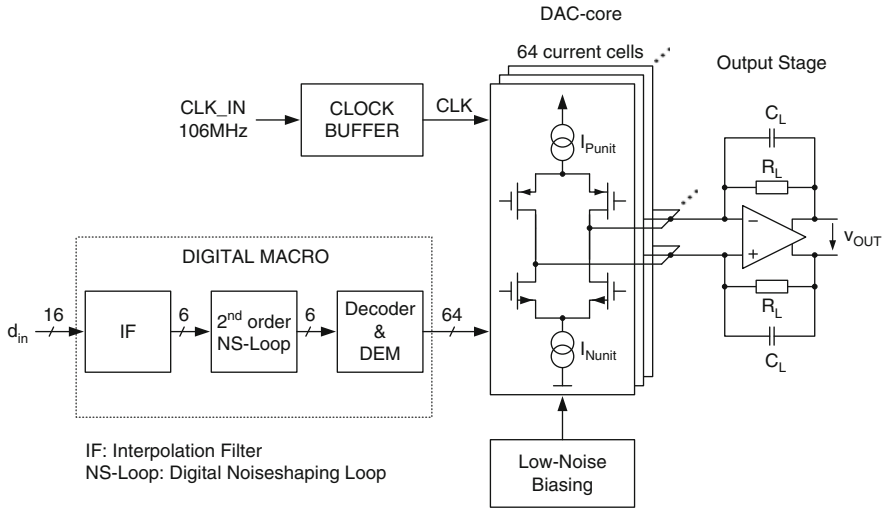 DAC-core
64 current cells
Output Stage
CLK_IN
106MHz
CLOCK
BUFFER
CLK
I_Punit
C_L
R_L
−
+
v_OUT
R_L
C_L
DIGITAL MACRO
d_in
16
IF
6
2nd order
NS-Loop
6
Decoder
&
DEM
64
I_Nunit
IF: Interpolation Filter
NS-Loop: Digital Noiseshaping Loop
Low-Noise
Biasing